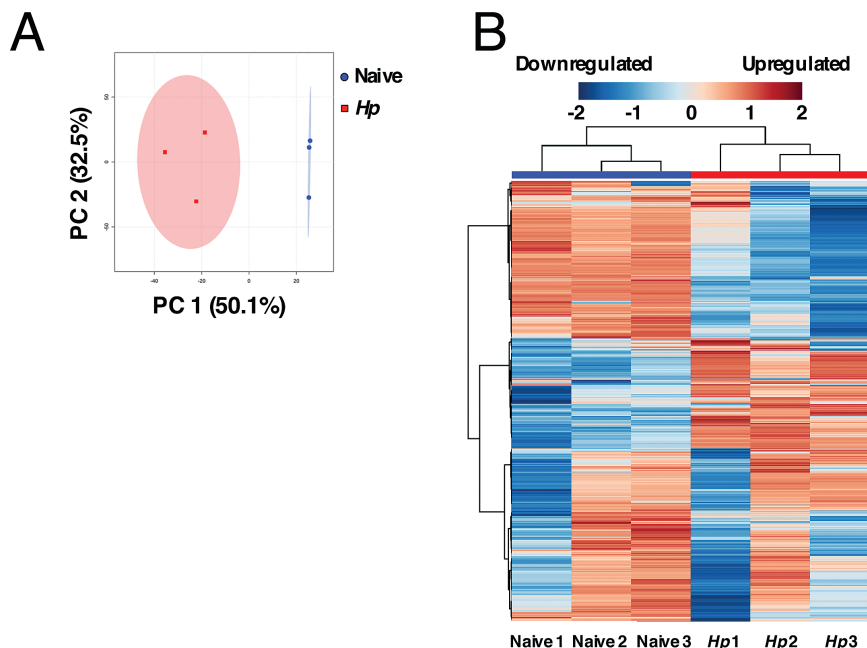 A
B
Naive
Hp
50
0
-50
-40
-20
0
20
PC 2 (32.5%)
PC 1 (50.1%)
Downregulated
Upregulated
-2
-1
0
1
2
Naive 1
Naive 2
Naive 3
Hp1
Hp2
Hp3